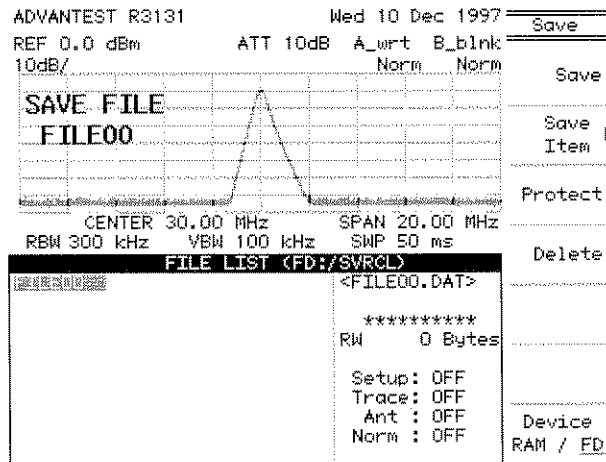 ADVANTEST R3131 Wed 10 Dec 1997
REF 0.0 dBm ATT 10dB A_wrt B_blnk
10dB/ Norm Norm
SAVE FILE
FILE00
CENTER 30.00 MHz SPAN 20.00 MHz
RBW 300 kHz VBW 100 kHz SWP 50 ms
FILE LIST (FD:/SVRCL)
<FILE00.DAT>
**********
RW 0 Bytes
Setup: OFF
Trace: OFF
Ant : OFF
Norm : OFF
Save
Save
Save
Item
Protect
Delete
Device
RAM / FD